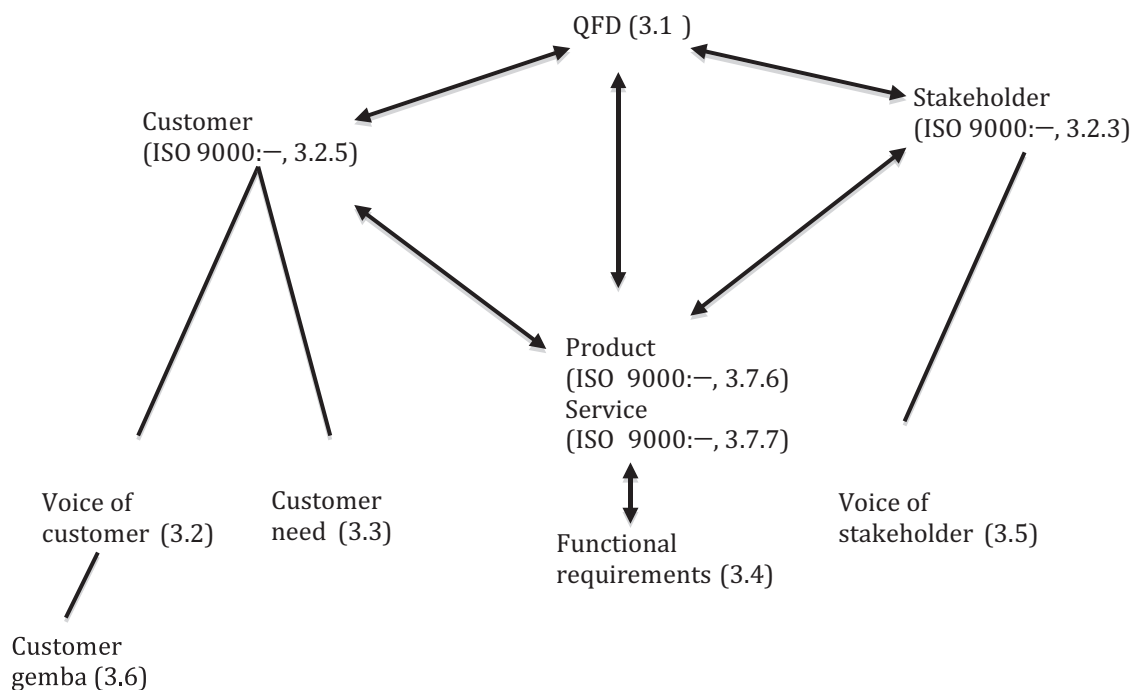 QFD (3.1 )
Customer
(ISO 9000:—, 3.2.5)
Stakeholder
(ISO 9000:—, 3.2.3)
Product
(ISO 9000:—, 3.7.6)
Service
(ISO 9000:—, 3.7.7)
Voice of
customer (3.2)
Customer
need (3.3)
Functional
requirements (3.4)
Voice of
stakeholder (3.5)
Customer
gemba (3.6)